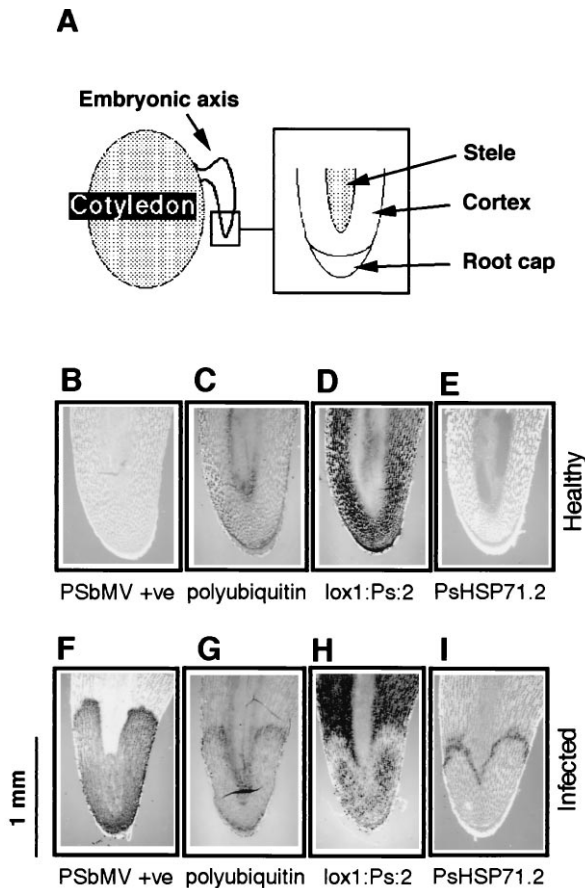 A
Embryonic axis
Cotyledon
Stele
Cortex
Root cap
B C D E
PSbMV +ve polyubiquitin lox1:Ps:2 PsHSP71.2
Healthy
F G H I
PSbMV +ve polyubiquitin lox1:Ps:2 PsHSP71.2
Infected
1 mm